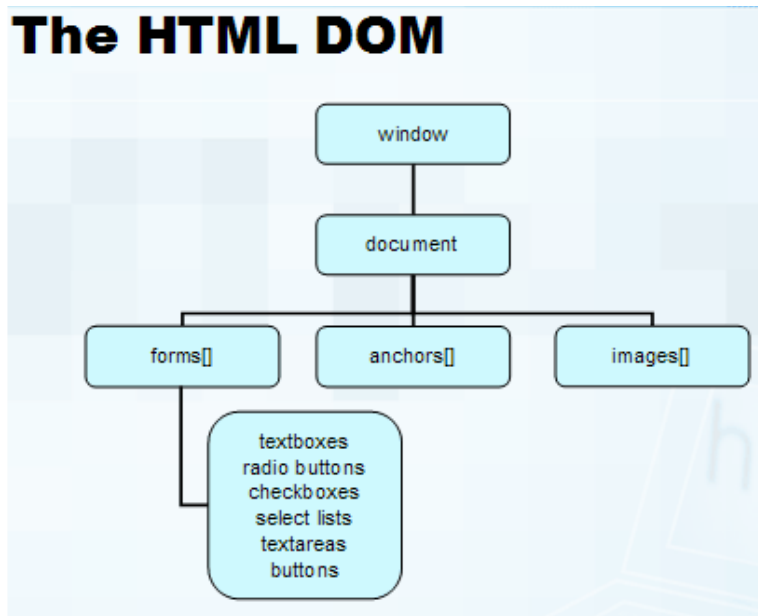 The HTML DOM
window
document
forms[]
anchors[]
images[]
textboxes
radio buttons
checkboxes
select lists
textareas
buttons
h